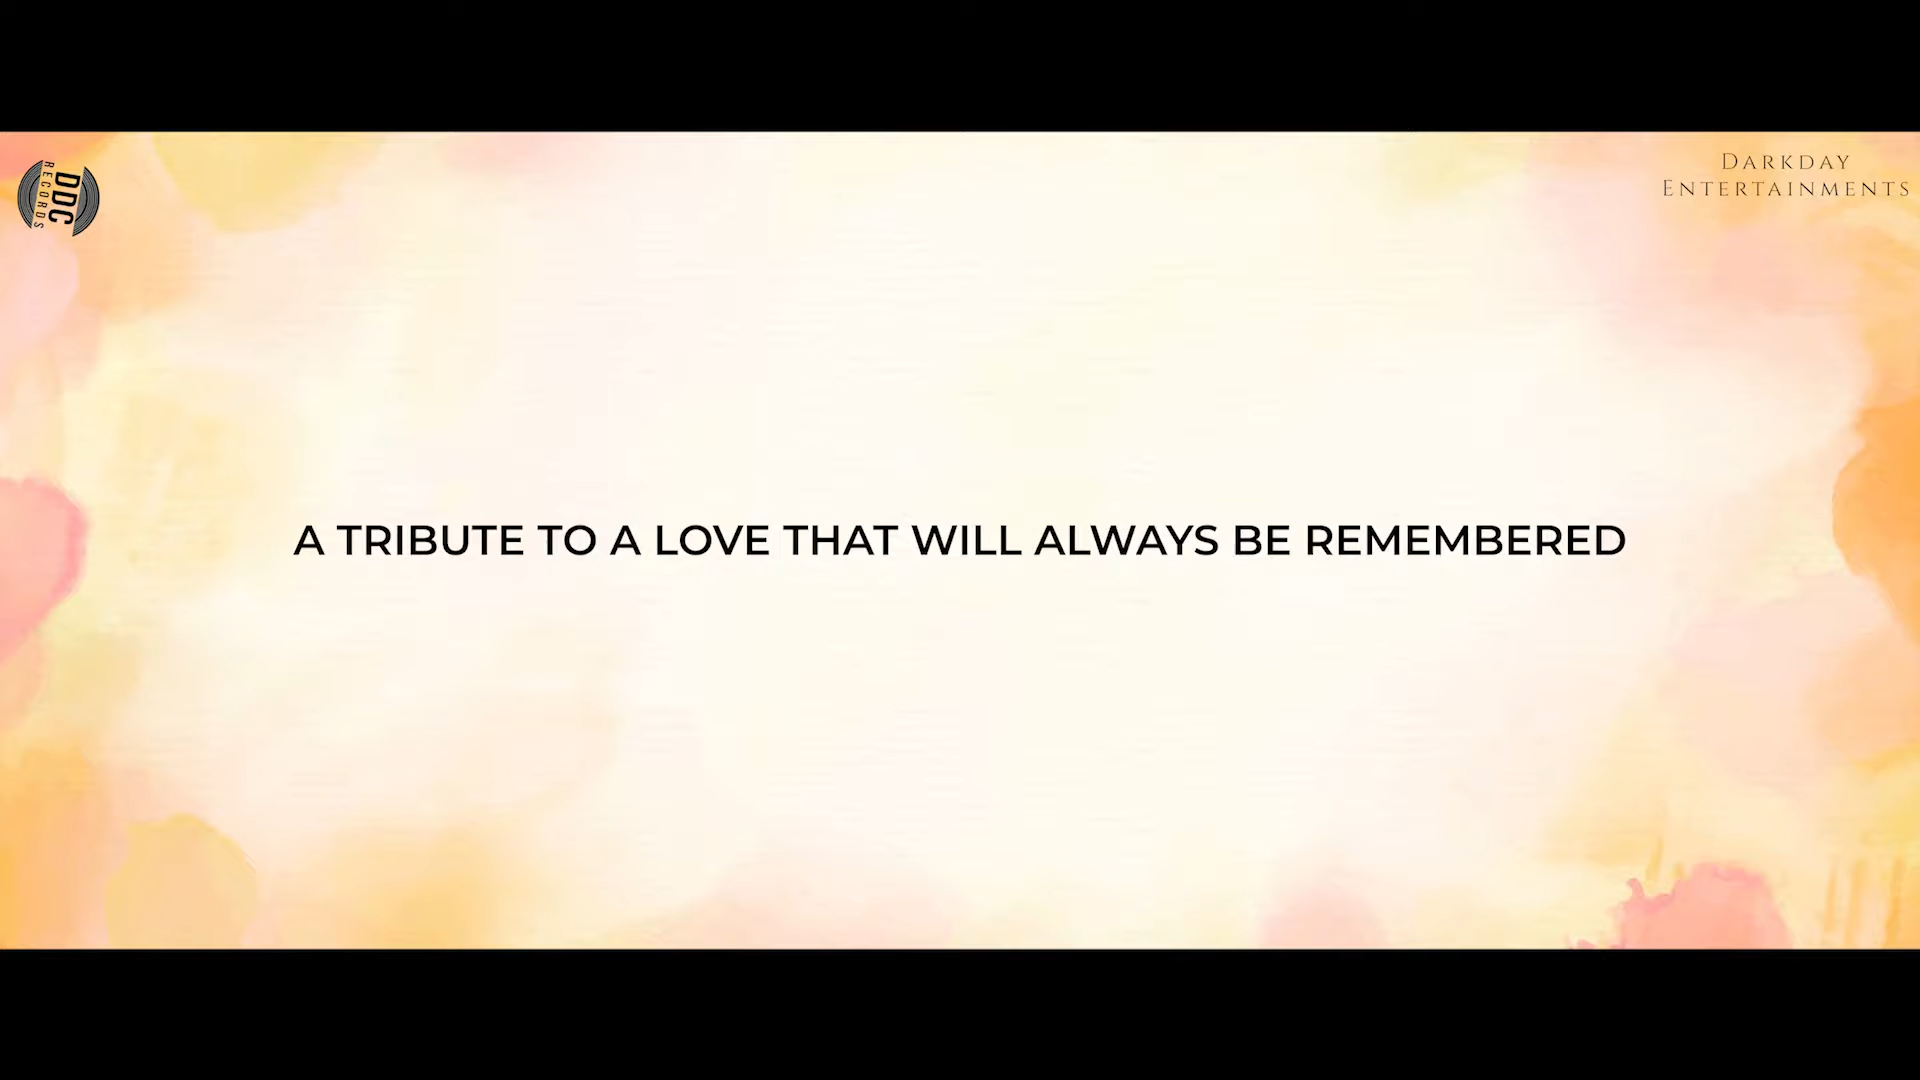 DDC
RECORDS
DARKDAY
ENTERTAINMENTS
A TRIBUTE TO A LOVE THAT WILL ALWAYS BE REMEMBERED